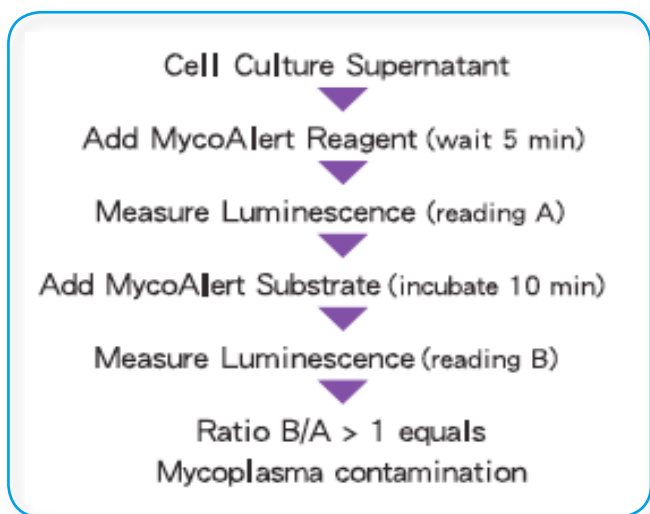 Cell Culture Supernatant
Add MycoAlert Reagent (wait 5 min)
Measure Luminescence (reading A)
Add MycoAlert Substrate (incubate 10 min)
Measure Luminescence (reading B)
Ratio B/A > 1 equals
Mycoplasma contamination